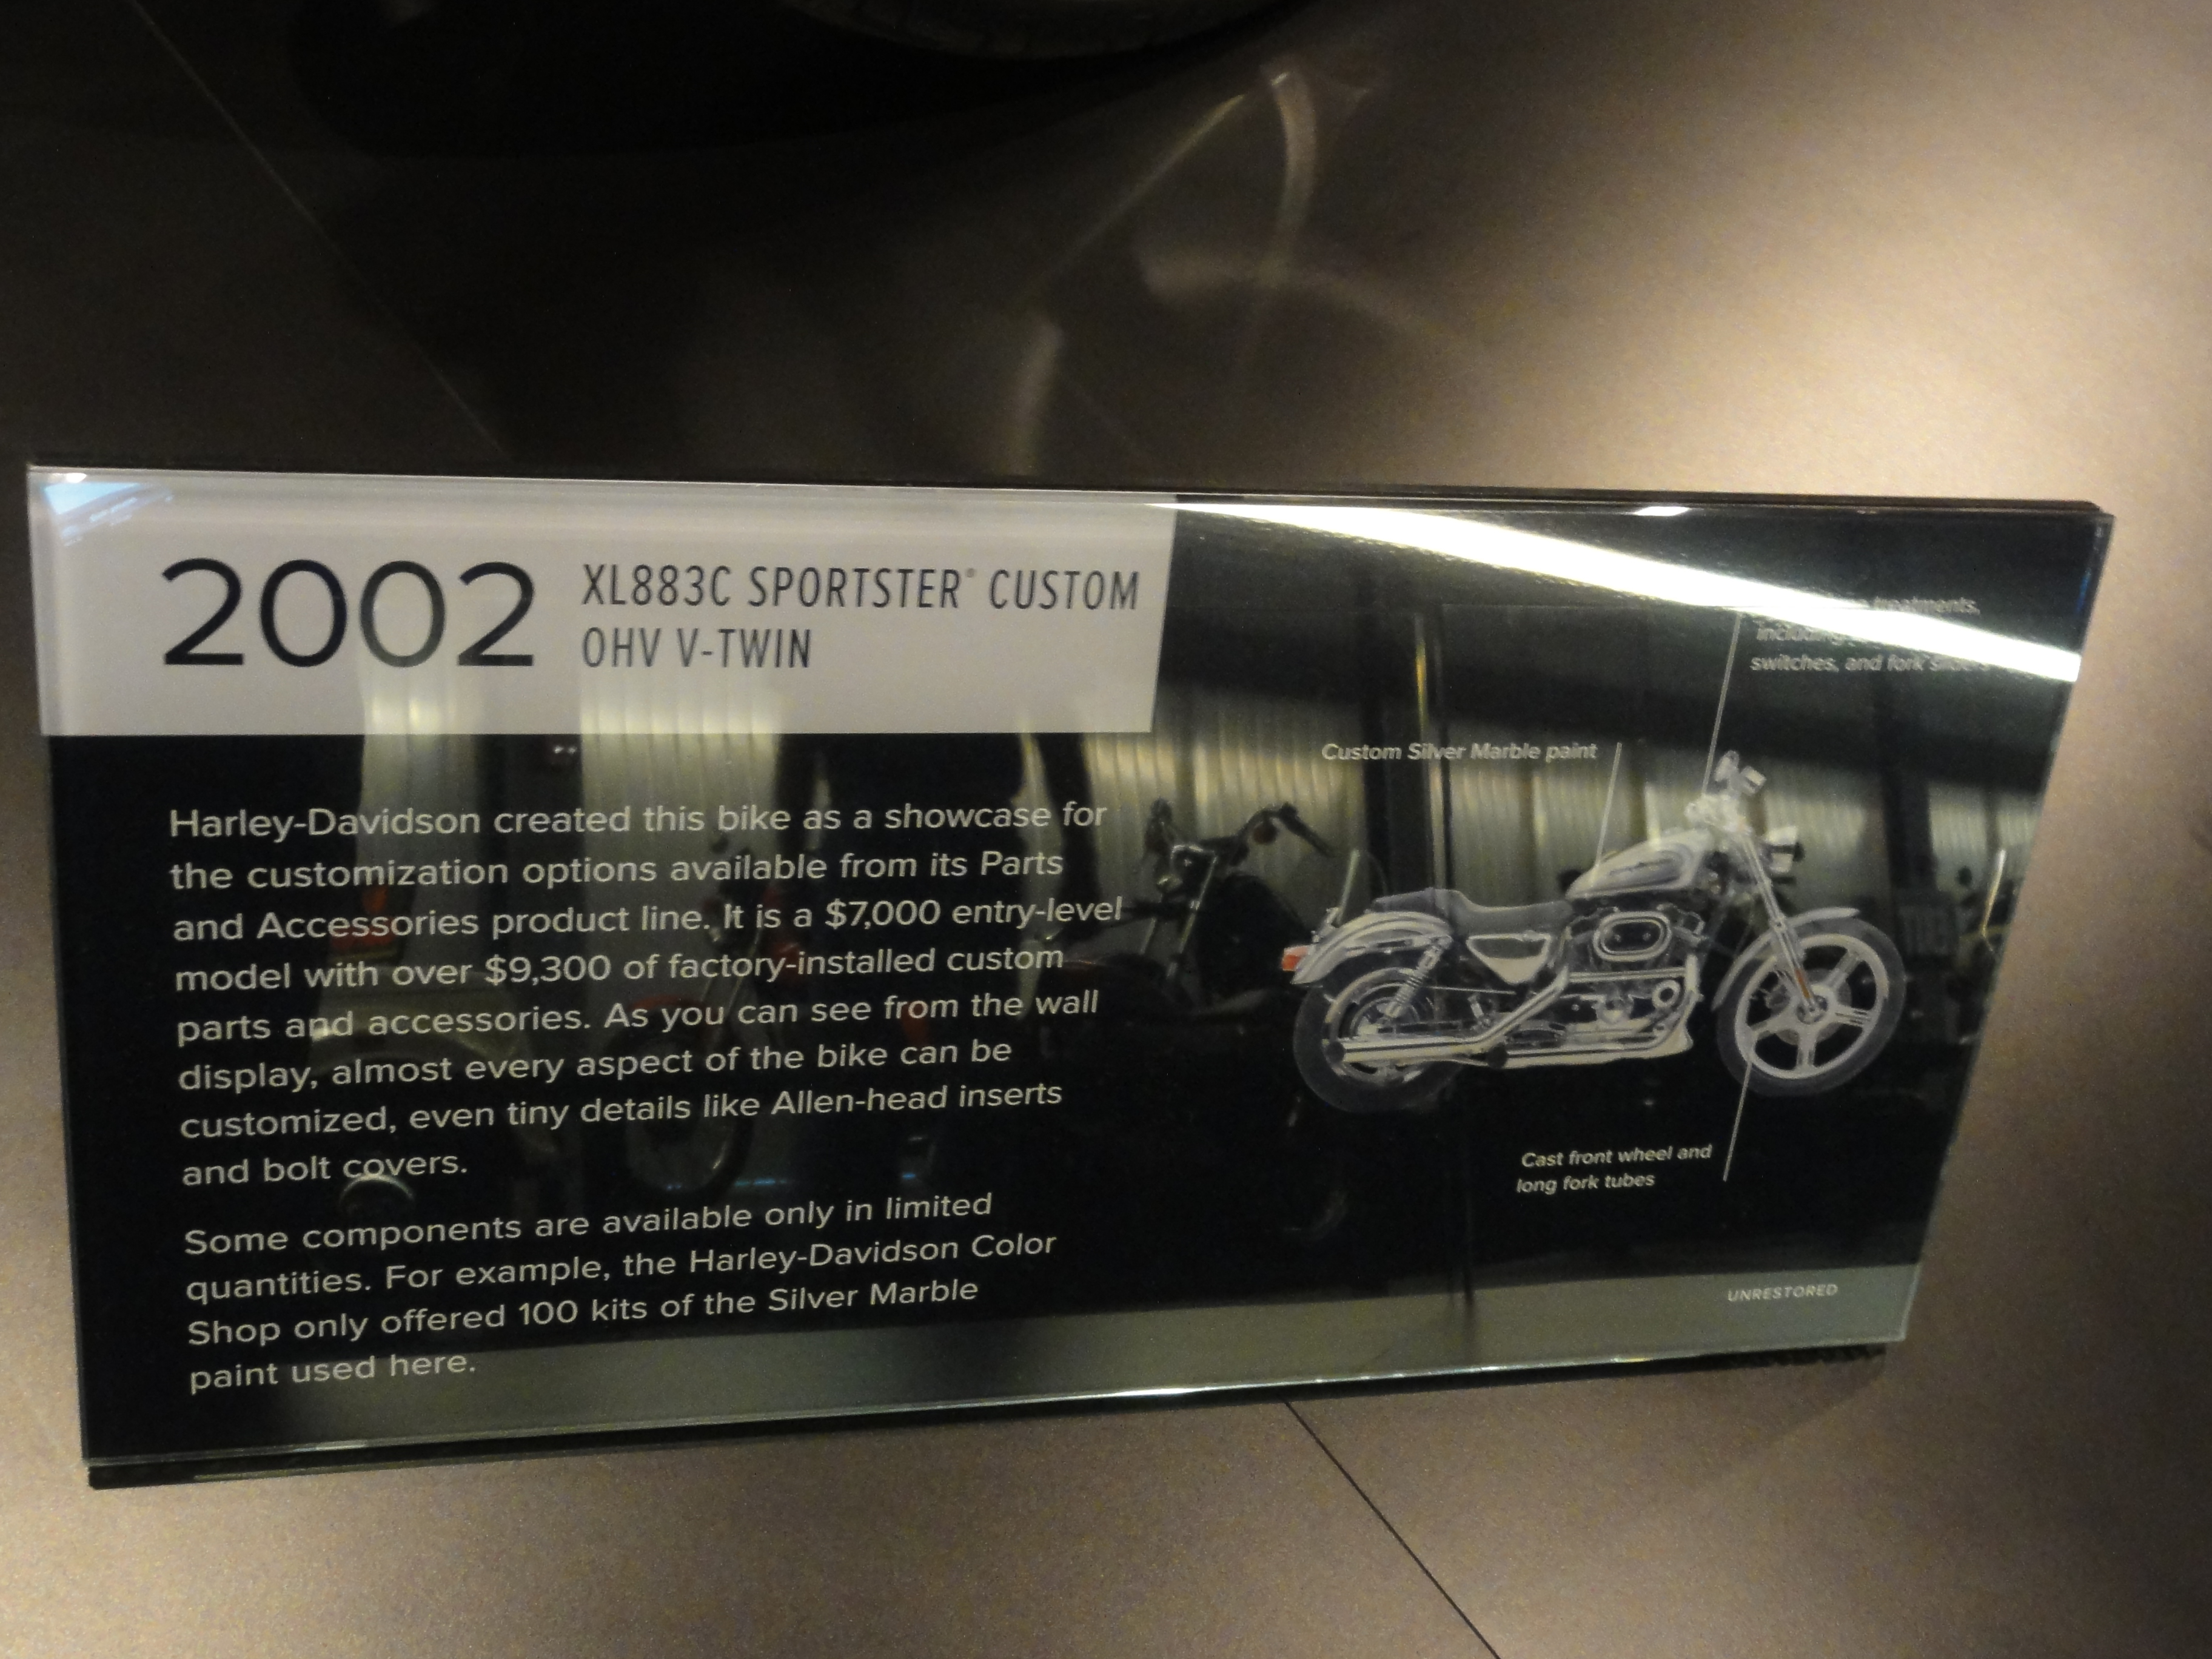 2002
XL883C SPORTSTER® CUSTOM
OHV V-TWIN
Harley-Davidson created this bike as a showcase for
the customization options available from its Parts
and Accessories product line. It is a $7,000 entry-level
model with over $9,300 of factory-installed custom
parts and accessories. As you can see from the wall
display, almost every aspect of the bike can be
customized, even tiny details like Allen-head inserts
and bolt covers.
Some components are available only in limited
quantities. For example, the Harley-Davidson Color
Shop only offered 100 kits of the Silver Marble
paint used here.
treatments,
including
switches, and fork
Custom Silver Marble paint
Cast front wheel and
long fork tubes
UNRESTORED